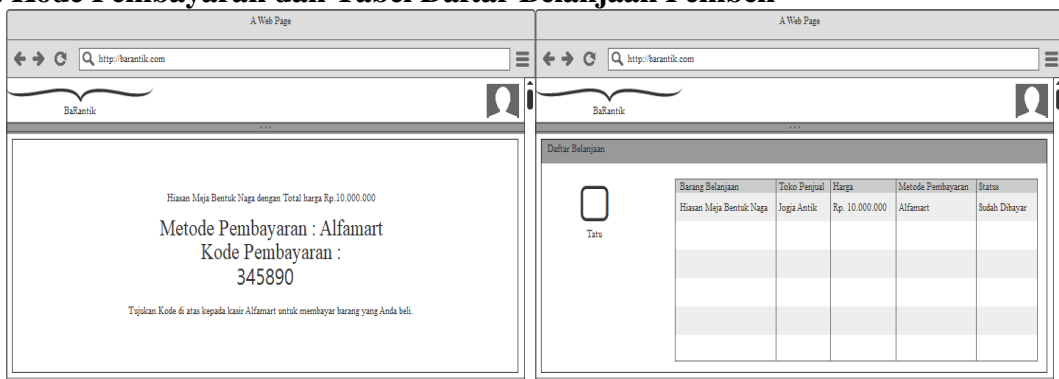 Kode Pembayaran dan Tabel Daftar Belanjaan Pembeli
A Web Page
http://barantik.com
BaRantik
Hiasan Meja Bentuk Naga dengan Total harga Rp.10.000.000
Metode Pembayaran : Alfamart
Kode Pembayaran :
345890
Tujukan Kode di atas kepada kasir Alfamart untuk membayar barang yang Anda beli.
A Web Page
http://barantik.com
BaRantik
Daftar Belanjaan
Tatu
Barang Belanjaan Toko Penjual Harga Metode Pembayaran Status
Hiasan Meja Bentuk Naga Jogja Antik Rp. 10.000.000 Alfamart Sudah Dibayar